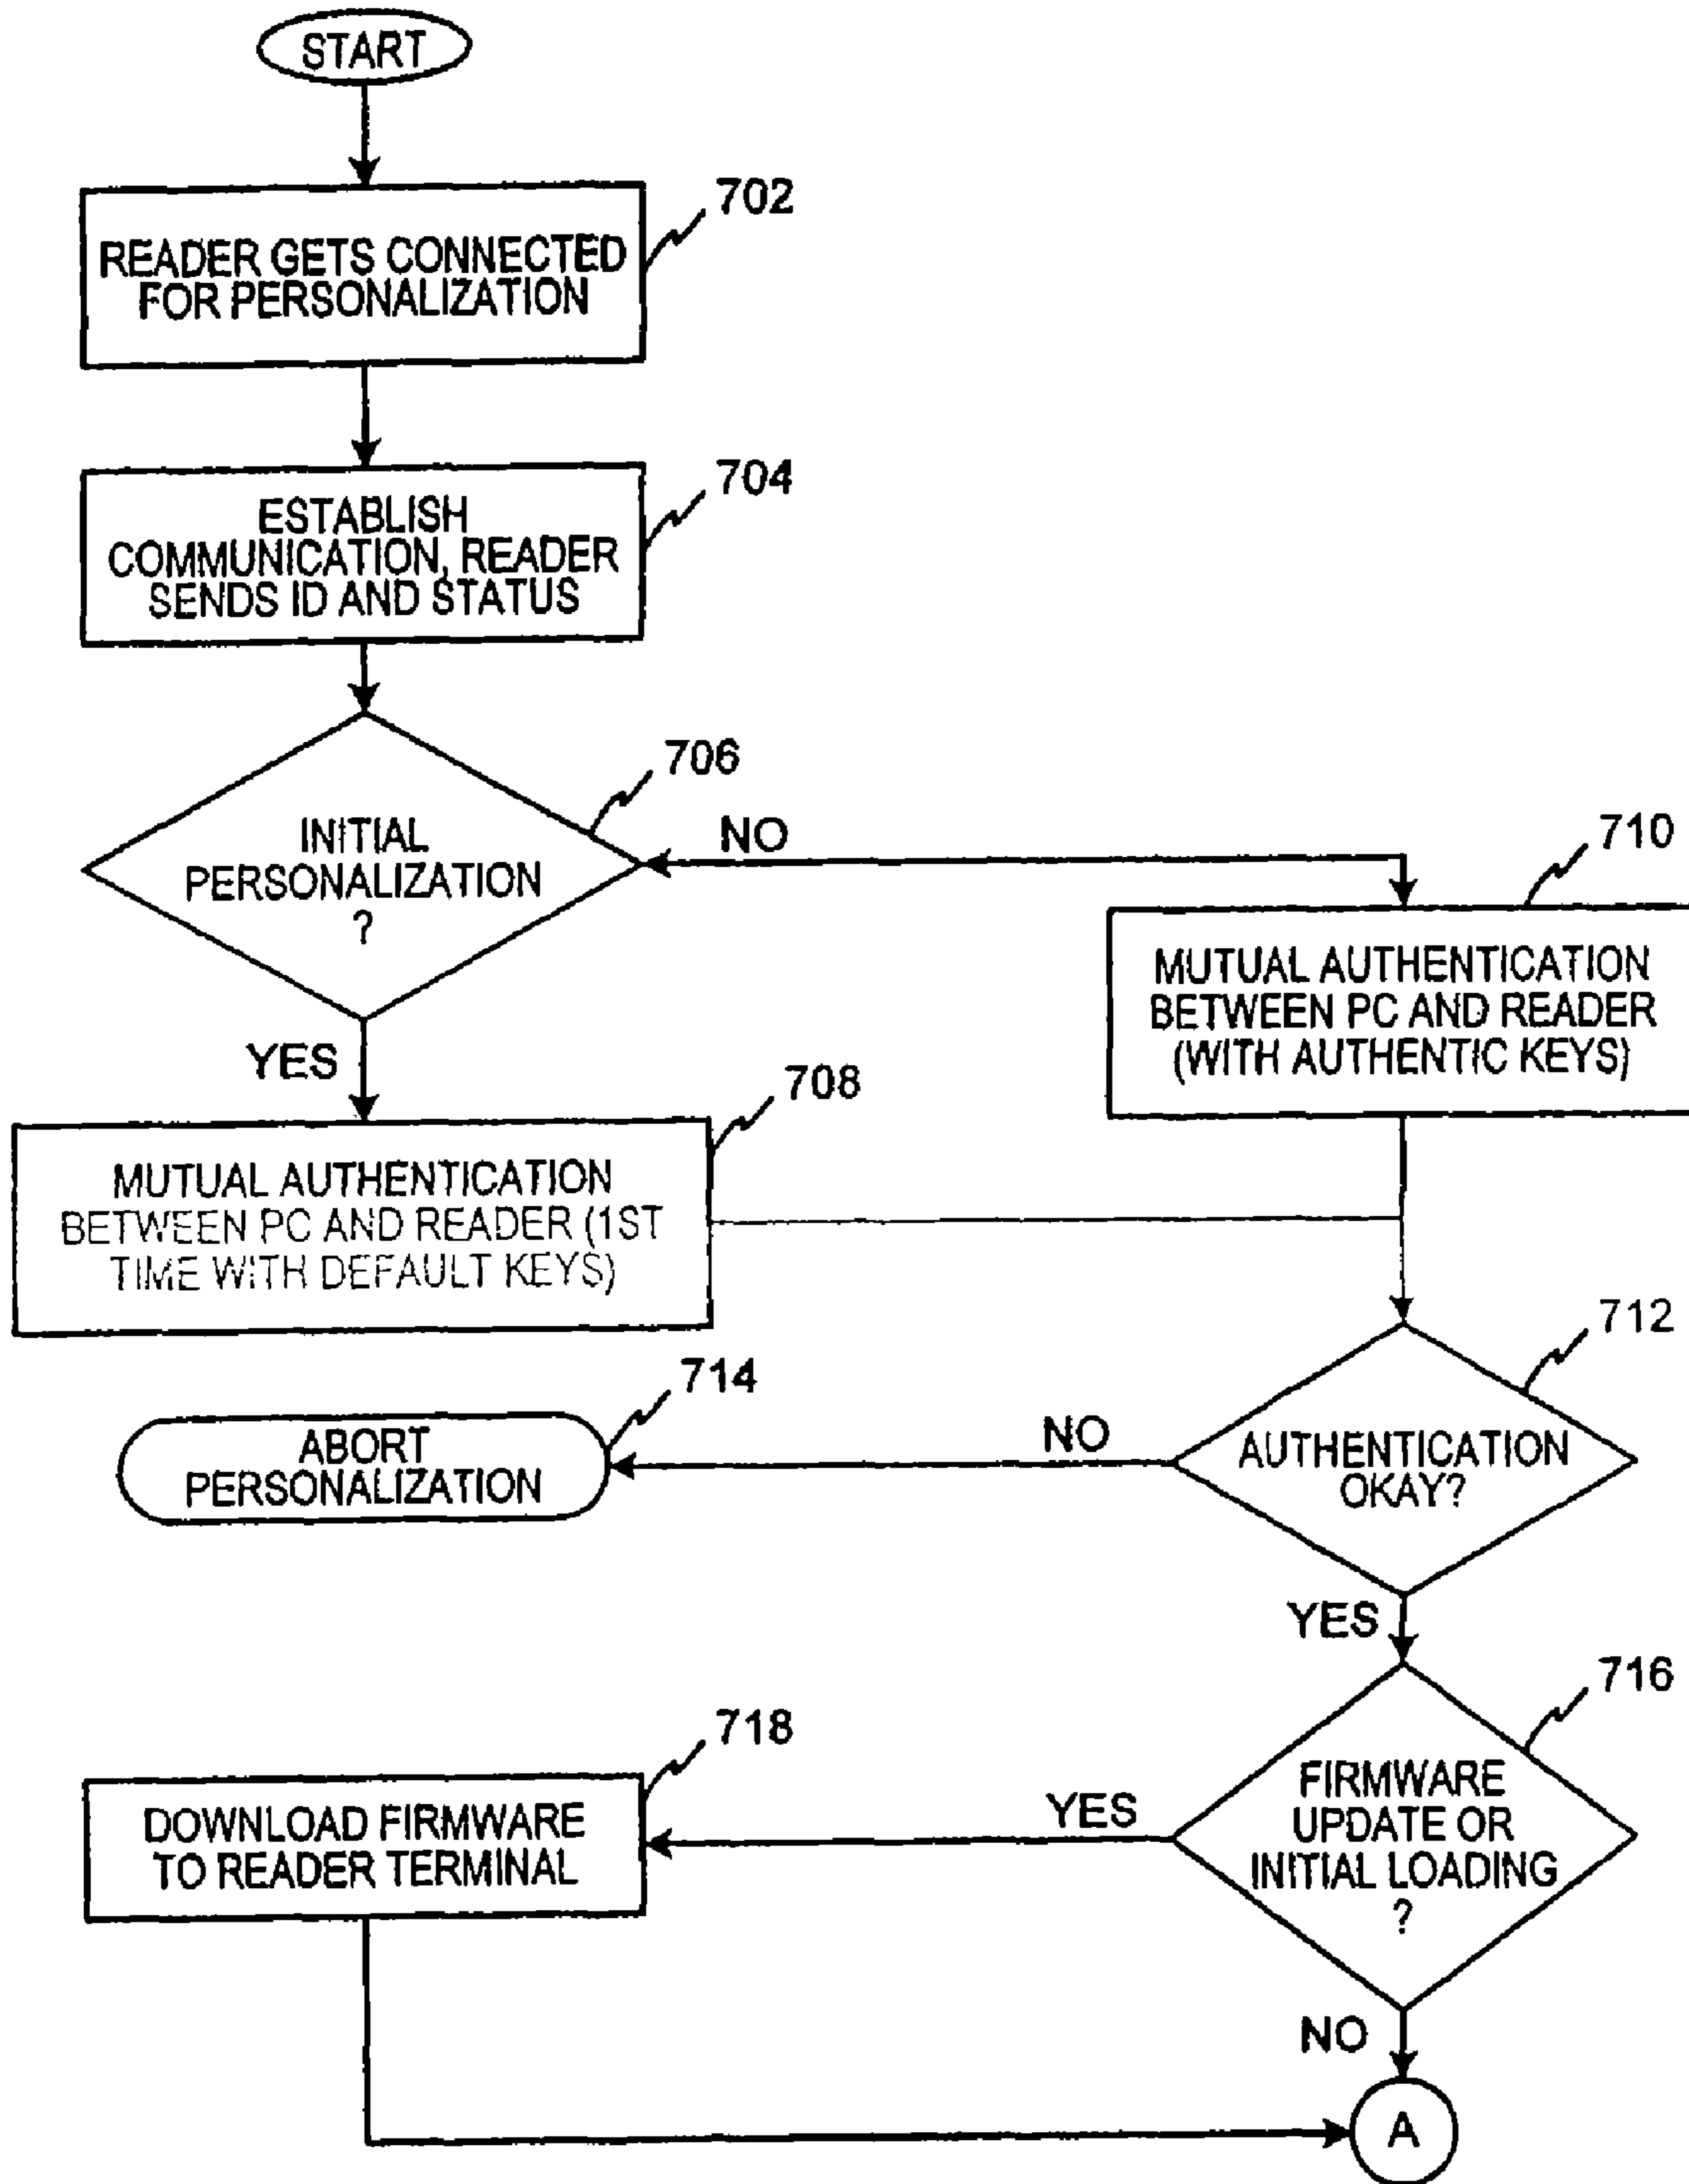 START
702
READER GETS CONNECTED
FOR PERSONALIZATION
704
ESTABLISH
COMMUNICATION, READER
SENDS ID AND STATUS
706
INITIAL
PERSONALIZATION
?
NO
710
MUTUAL AUTHENTICATION
BETWEEN PC AND READER
(WITH AUTHENTIC KEYS)
YES
708
MUTUAL AUTHENTICATION
BETWEEN PC AND READER (1ST
TIME WITH DEFAULT KEYS)
712
AUTHENTICATION
OKAY?
NO
714
ABORT
PERSONALIZATION
YES
716
FIRMWARE
UPDATE OR
INITIAL LOADING
?
YES
718
DOWNLOAD FIRMWARE
TO READER TERMINAL
NO
A